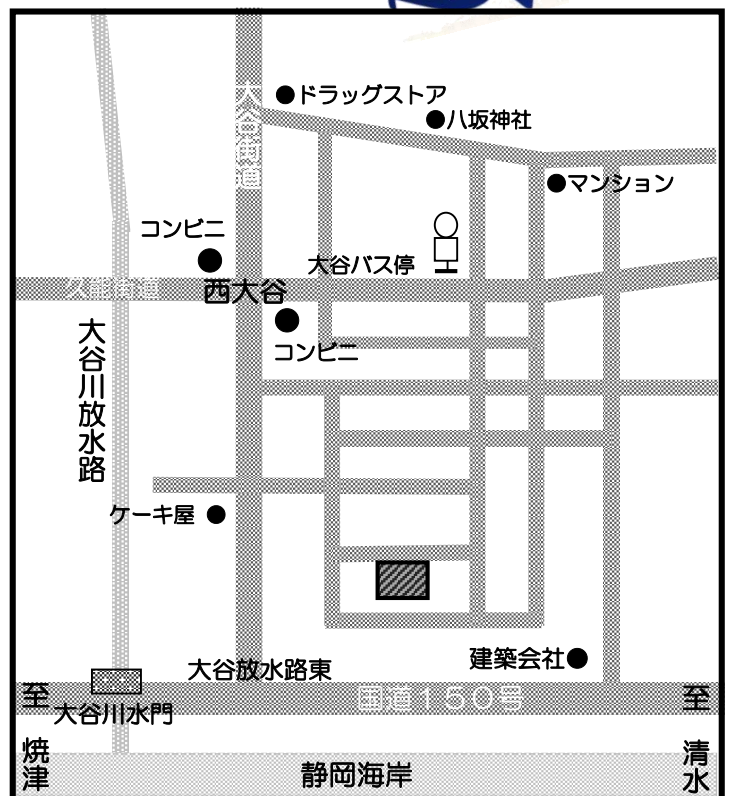 大谷街道
ドラッグストア
八坂神社
マンション
コンビニ
大谷バス停
久能街道
西大谷
コンビニ
大谷川放水路
ケーキ屋
大谷放水路東
建築会社
国道150号
至
焼津
大谷川水門
至
清水
静岡海岸